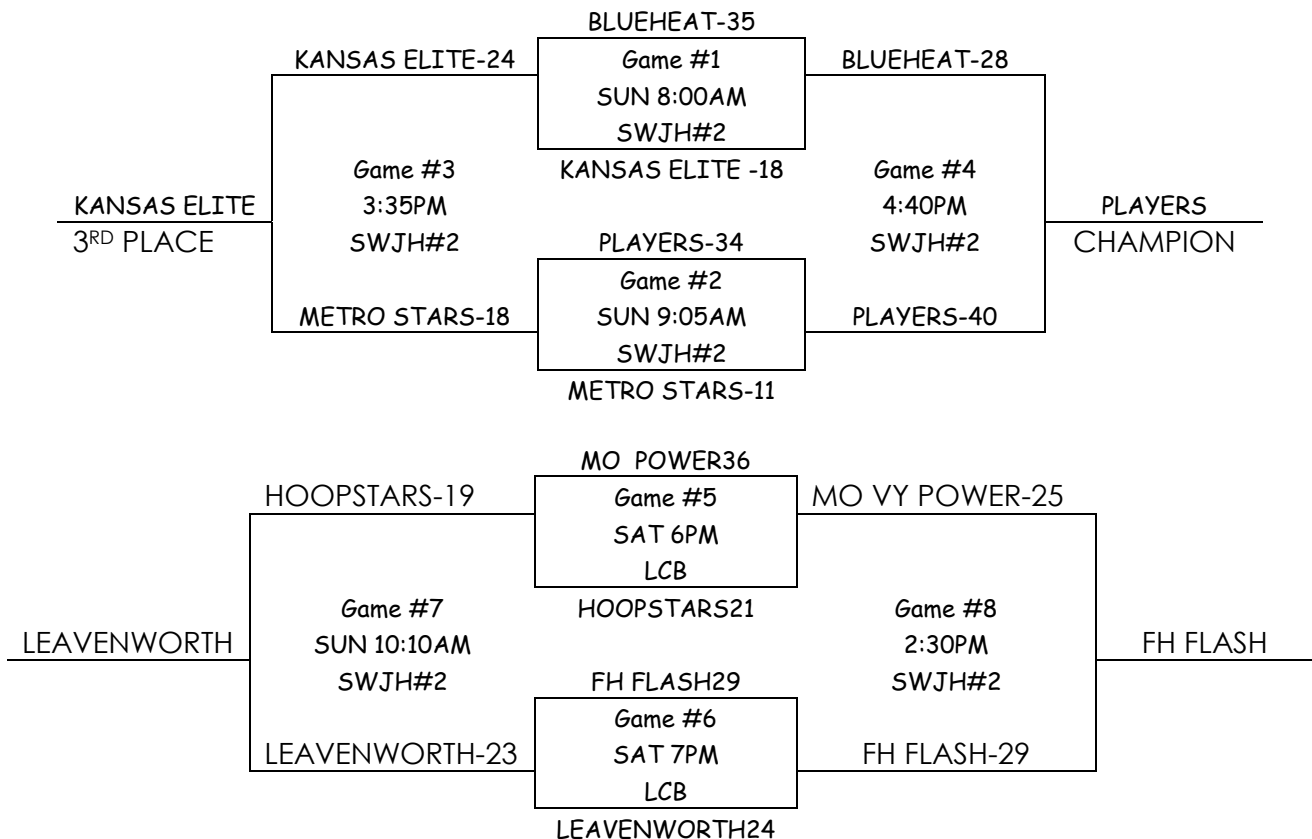 BLUEHEAT-35
KANSAS ELITE-24
Game #1
SUN 8:00AM
SWJH#2
BLUEHEAT-28
KANSAS ELITE -18
Game #3
3:35PM
SWJH#2
Game #4
4:40PM
SWJH#2
KANSAS ELITE
3RD PLACE
PLAYERS
CHAMPION
PLAYERS-34
METRO STARS-18
Game #2
SUN 9:05AM
SWJH#2
PLAYERS-40
METRO STARS-11
MO POWER36
HOOPSTARS-19
Game #5
SAT 6PM
LCB
MO VY POWER-25
HOOPSTARS21
Game #7
SUN 10:10AM
SWJH#2
Game #8
2:30PM
SWJH#2
LEAVENWORTH
FH FLASH
FH FLASH29
LEAVENWORTH-23
Game #6
SAT 7PM
LCB
FH FLASH-29
LEAVENWORTH24